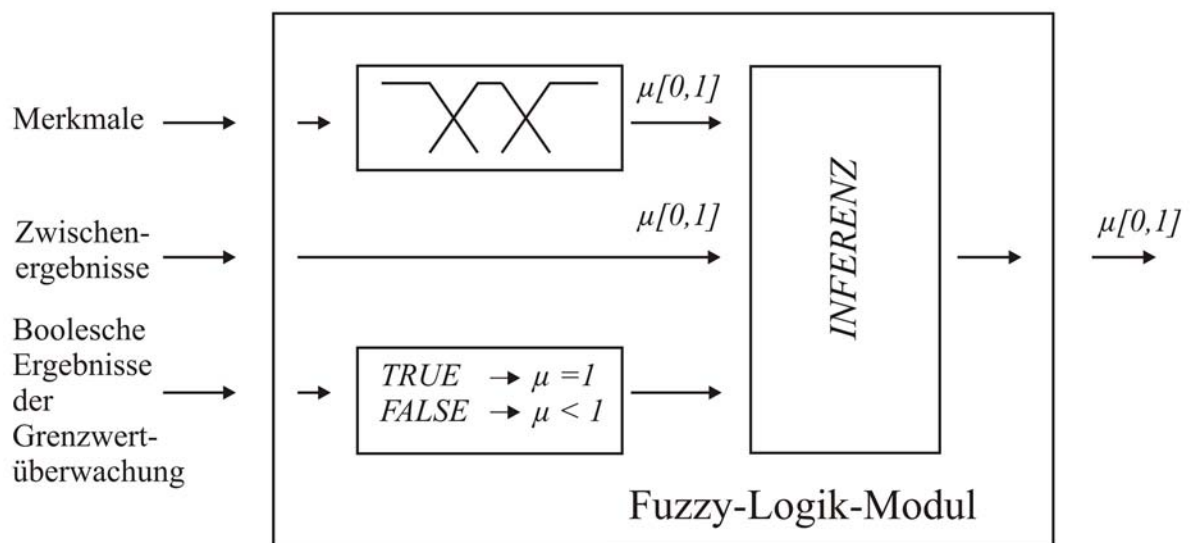 Merkmale
µ[0,1]
Zwischen-
ergebnisse
µ[0,1]
Boolesche
Ergebnisse
der
Grenzwert-
überwachung
TRUE → µ =1
FALSE → µ < 1
INFERENZ
µ[0,1]
Fuzzy-Logik-Modul